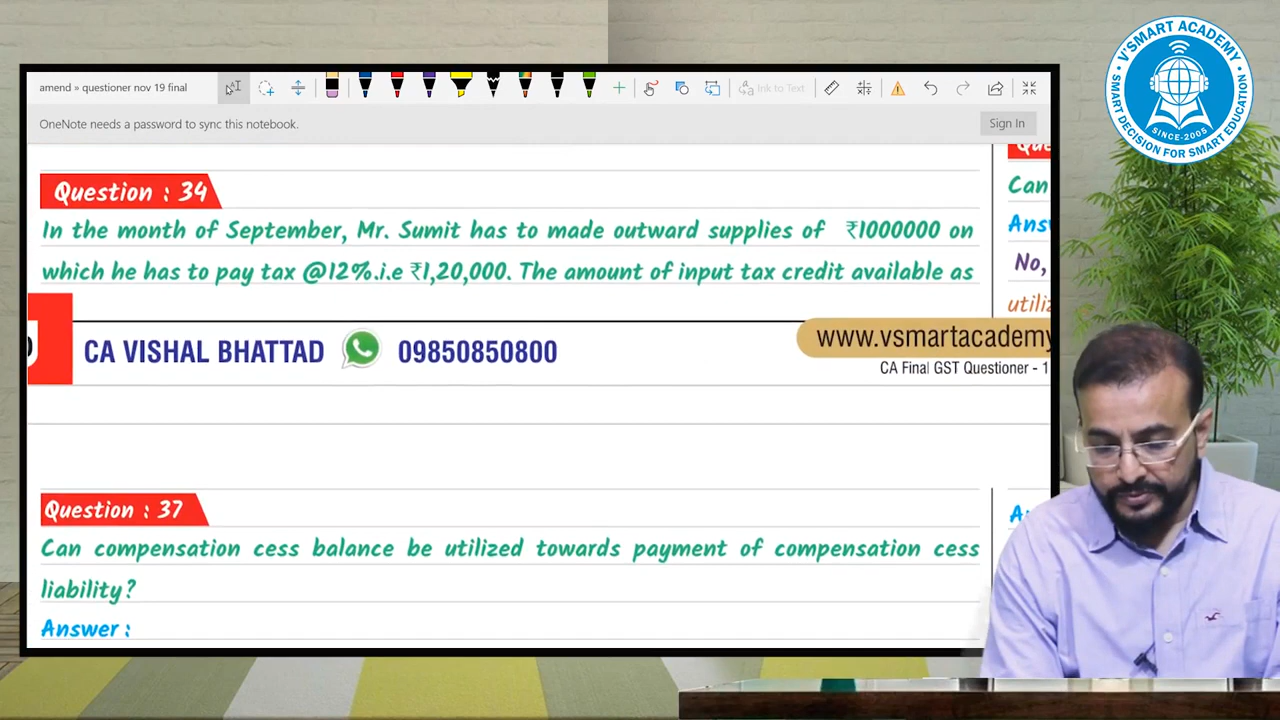 amend » questioner nov 19 final
Ink to Text
OneNote needs a password to sync this notebook.
Sign In
Question : 34
In the month of September, Mr. Sumit has to made outward supplies of ₹1000000 on
which he has to pay tax @12%.i.e ₹1,20,000. The amount of input tax credit available as
CA VISHAL BHATTAD 09850850800
www.vsmartacademy
CA Final GST Questioner - 1
Question : 37
Can compensation cess balance be utilized towards payment of compensation cess
liability?
Answer :
Can
No,
V'SMART ACADEMY
SINCE-2005
SMART DECISION FOR SMART EDUCATION